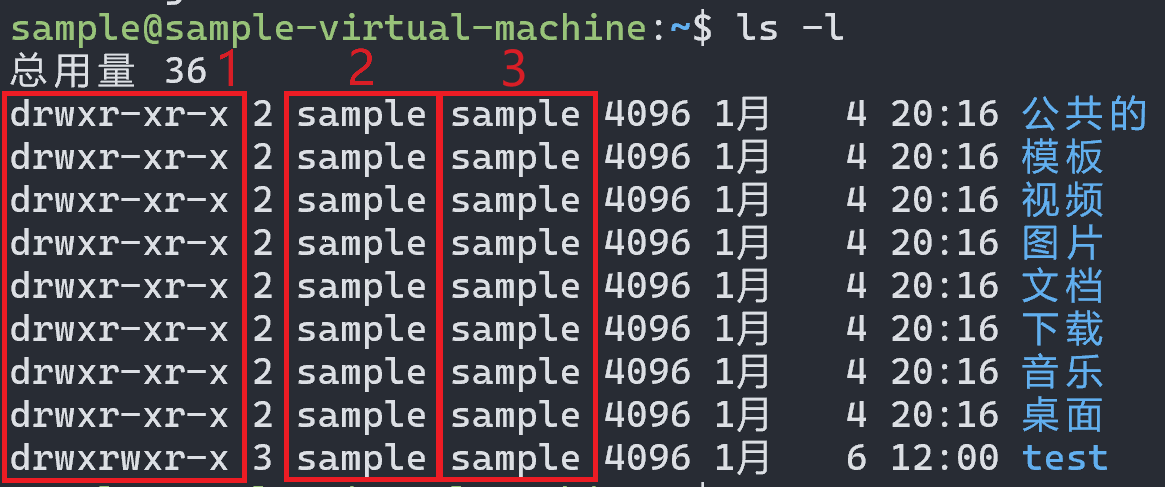 sample@sample-virtual-machine:~$ ls -l
总用量 36 1 2 3
drwxr-xr-x 2 sample sample 4096 1月 4 20:16 公共的
drwxr-xr-x 2 sample sample 4096 1月 4 20:16 模板
drwxr-xr-x 2 sample sample 4096 1月 4 20:16 视频
drwxr-xr-x 2 sample sample 4096 1月 4 20:16 图片
drwxr-xr-x 2 sample sample 4096 1月 4 20:16 文档
drwxr-xr-x 2 sample sample 4096 1月 4 20:16 下载
drwxr-xr-x 2 sample sample 4096 1月 4 20:16 音乐
drwxr-xr-x 2 sample sample 4096 1月 4 20:16 桌面
drwxrwxr-x 3 sample sample 4096 1月 6 12:00 test